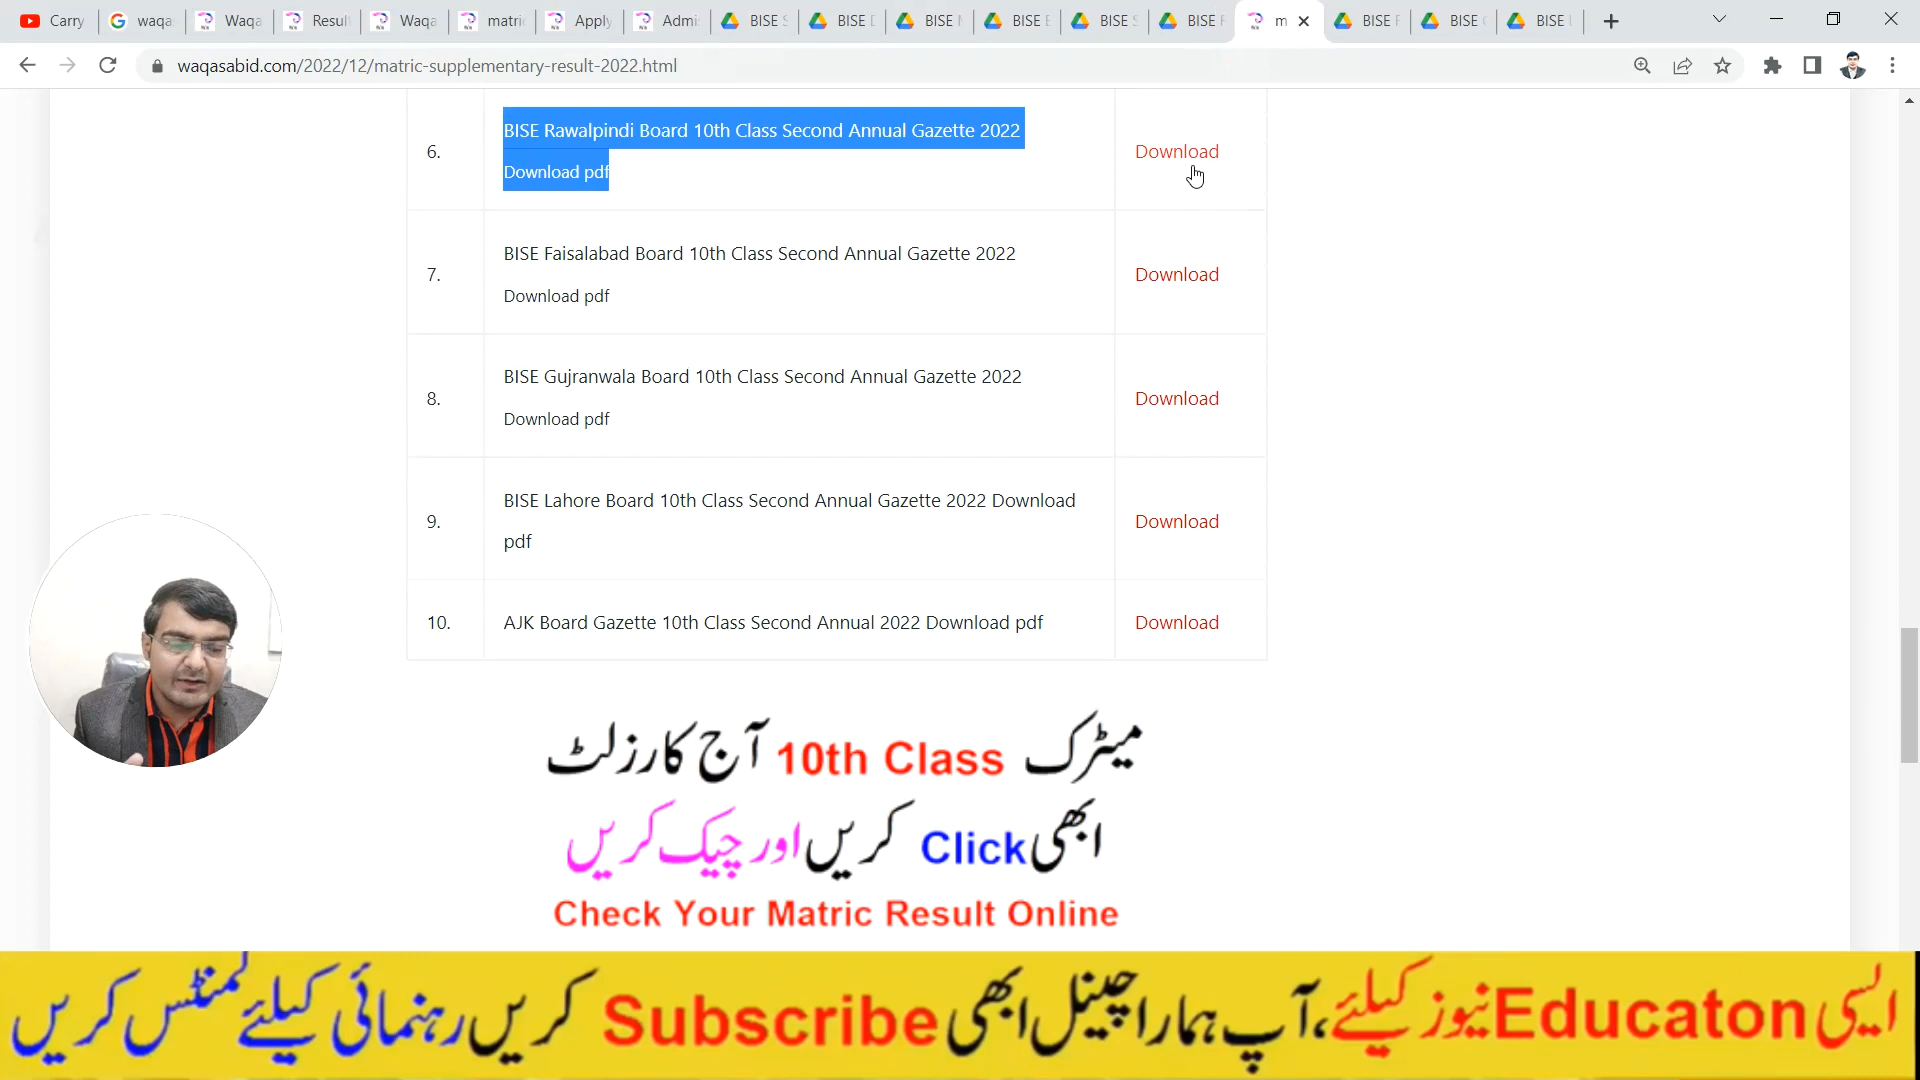 Carry
waqa
Waqa
Resul
Waqa
matri
Apply
Admi
BISE S
BISE D
BISE M
BISE
BISE S
BISE F
m
BISE F
BISE
BISE
waqasabid.com/2022/12/matric-supplementary-result-2022.html
6.
BISE Rawalpindi Board 10th Class Second Annual Gazette 2022
Download pdf
Download
7.
BISE Faisalabad Board 10th Class Second Annual Gazette 2022
Download pdf
Download
8.
BISE Gujranwala Board 10th Class Second Annual Gazette 2022
Download pdf
Download
9.
BISE Lahore Board 10th Class Second Annual Gazette 2022 Download
pdf
Download
10.
AJK Board Gazette 10th Class Second Annual 2022 Download pdf
Download
میٹرک 10th Class آج کا رزلٹ
ابھی Click کریں اور چیک کریں
Check Your Matric Result Online
ایسی Educaton نیوز کیلئے، آپ ہمارا چینل ابھی Subscribe کریں رہنمائی کیلئے کمنٹس کریں